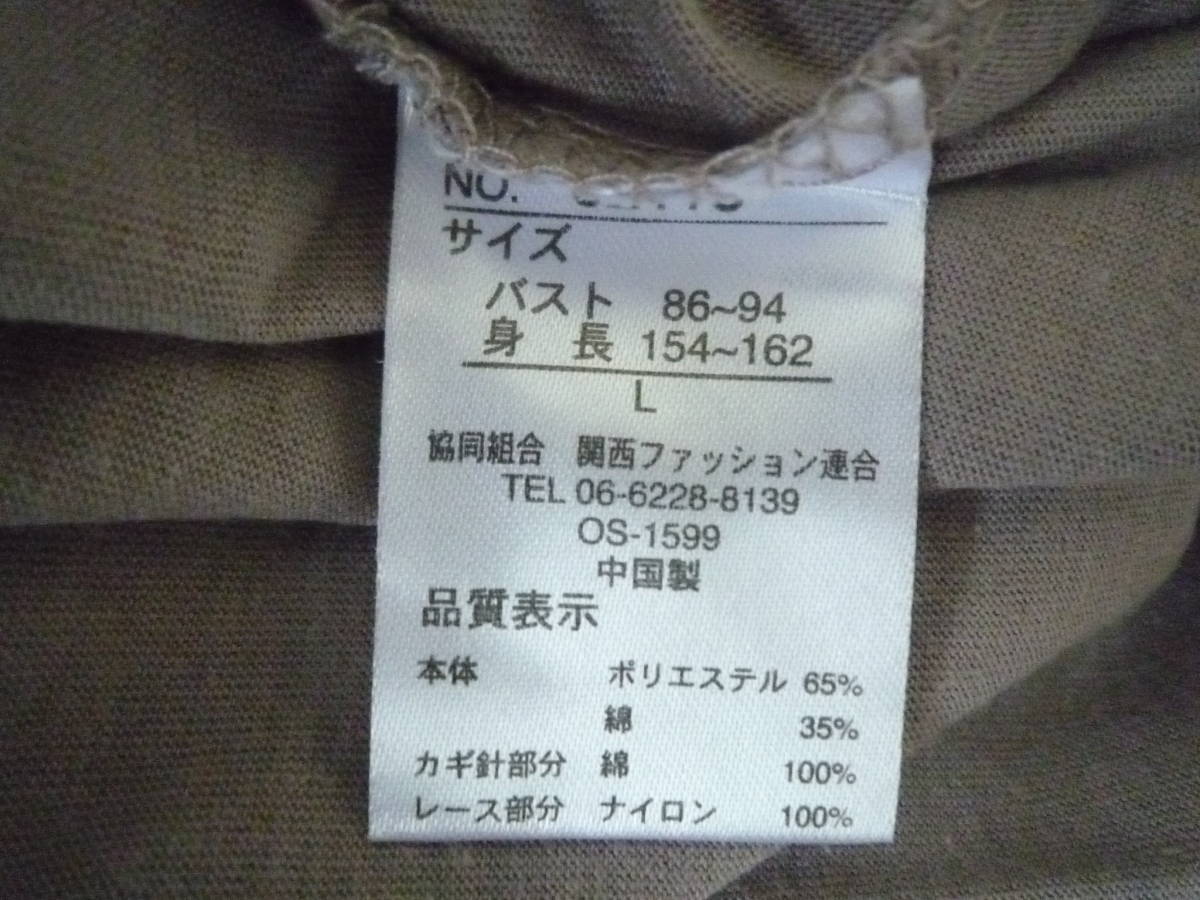 NO.
サイズ
バスト 86~94
身 長 154~162
L
協同組合 関西ファッション連合
TEL 06-6228-8139
OS-1599
中国製
品質表示
本体 ポリエステル 65%
綿 35%
カギ針部分 綿 100%
レース部分 ナイロン 100%